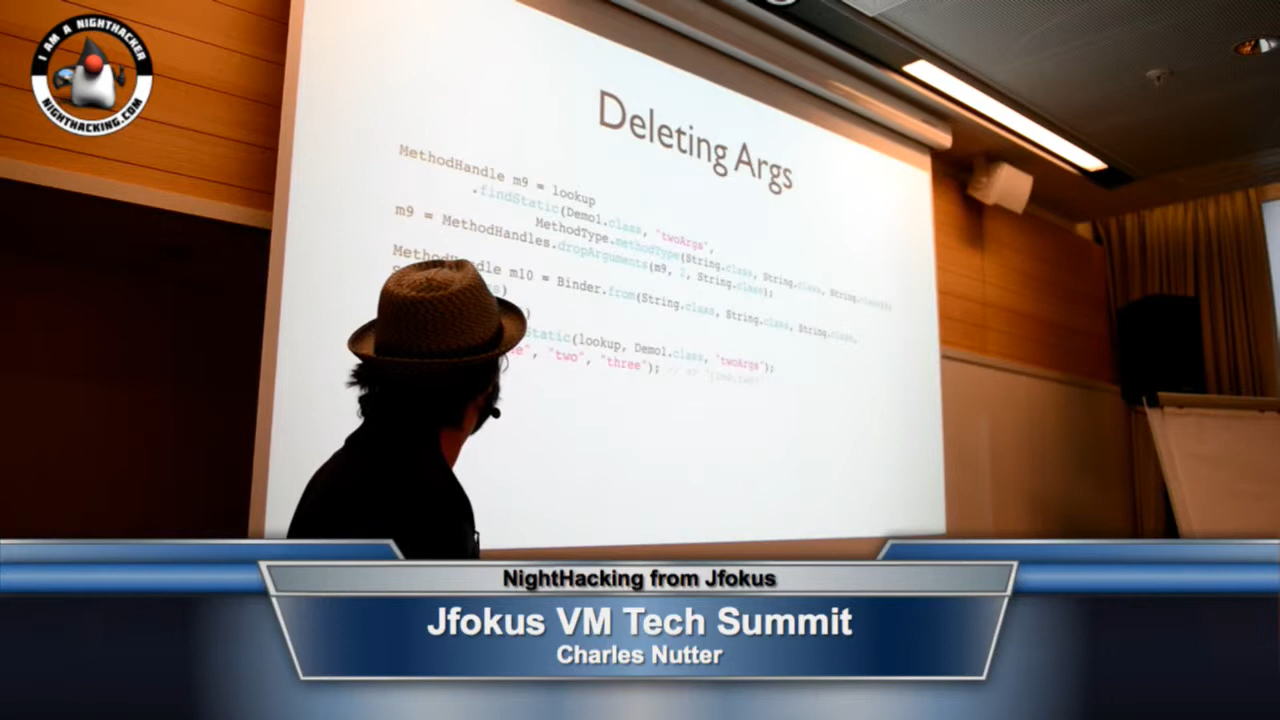 I AM A NIGHTHACKER
NIGHTHACKING.COM
Deleting Args
MethodHandle m9 = lookup
.findStatic(Demo1.class, "twoArgs",
MethodType.methodType(String.class, String.class, String.class));
m9 = MethodHandles.dropArguments(m9, 2, String.class);
MethodHandle m10 = Binder.from(String.class, String.class, String.class,
)
)
(lookup, Demo1.class, "twoArgs");
"two", "three"); // =>
NightHacking from Jfokus
Jfokus VM Tech Summit
Charles Nutter